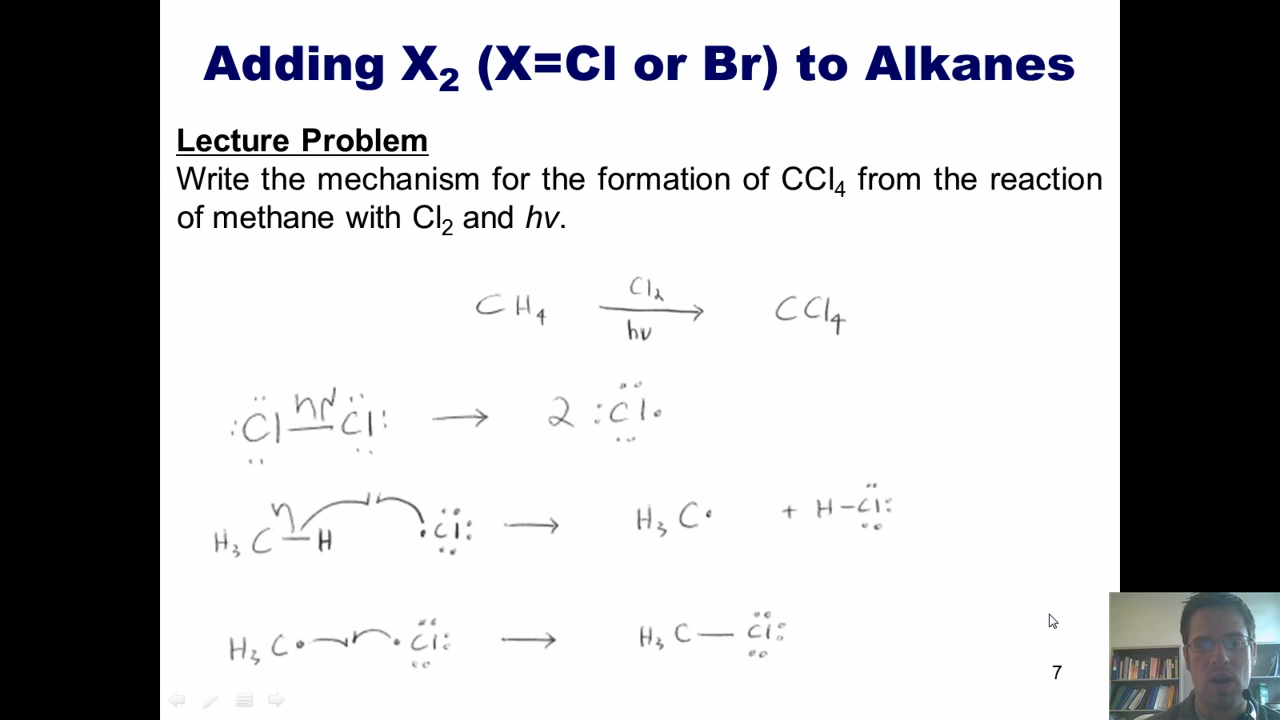 Adding X₂ (X=Cl or Br) to Alkanes
Lecture Problem
Write the mechanism for the formation of CCl₄ from the reaction
of methane with Cl₂ and hv.
CH₄ Cl₂ hν CCl₄
:Cl—Cl: → 2 :Cl•
H₃C—H •Cl: → H₃C• + H–Cl:
H₃C• •Cl: → H₃C—Cl:
7